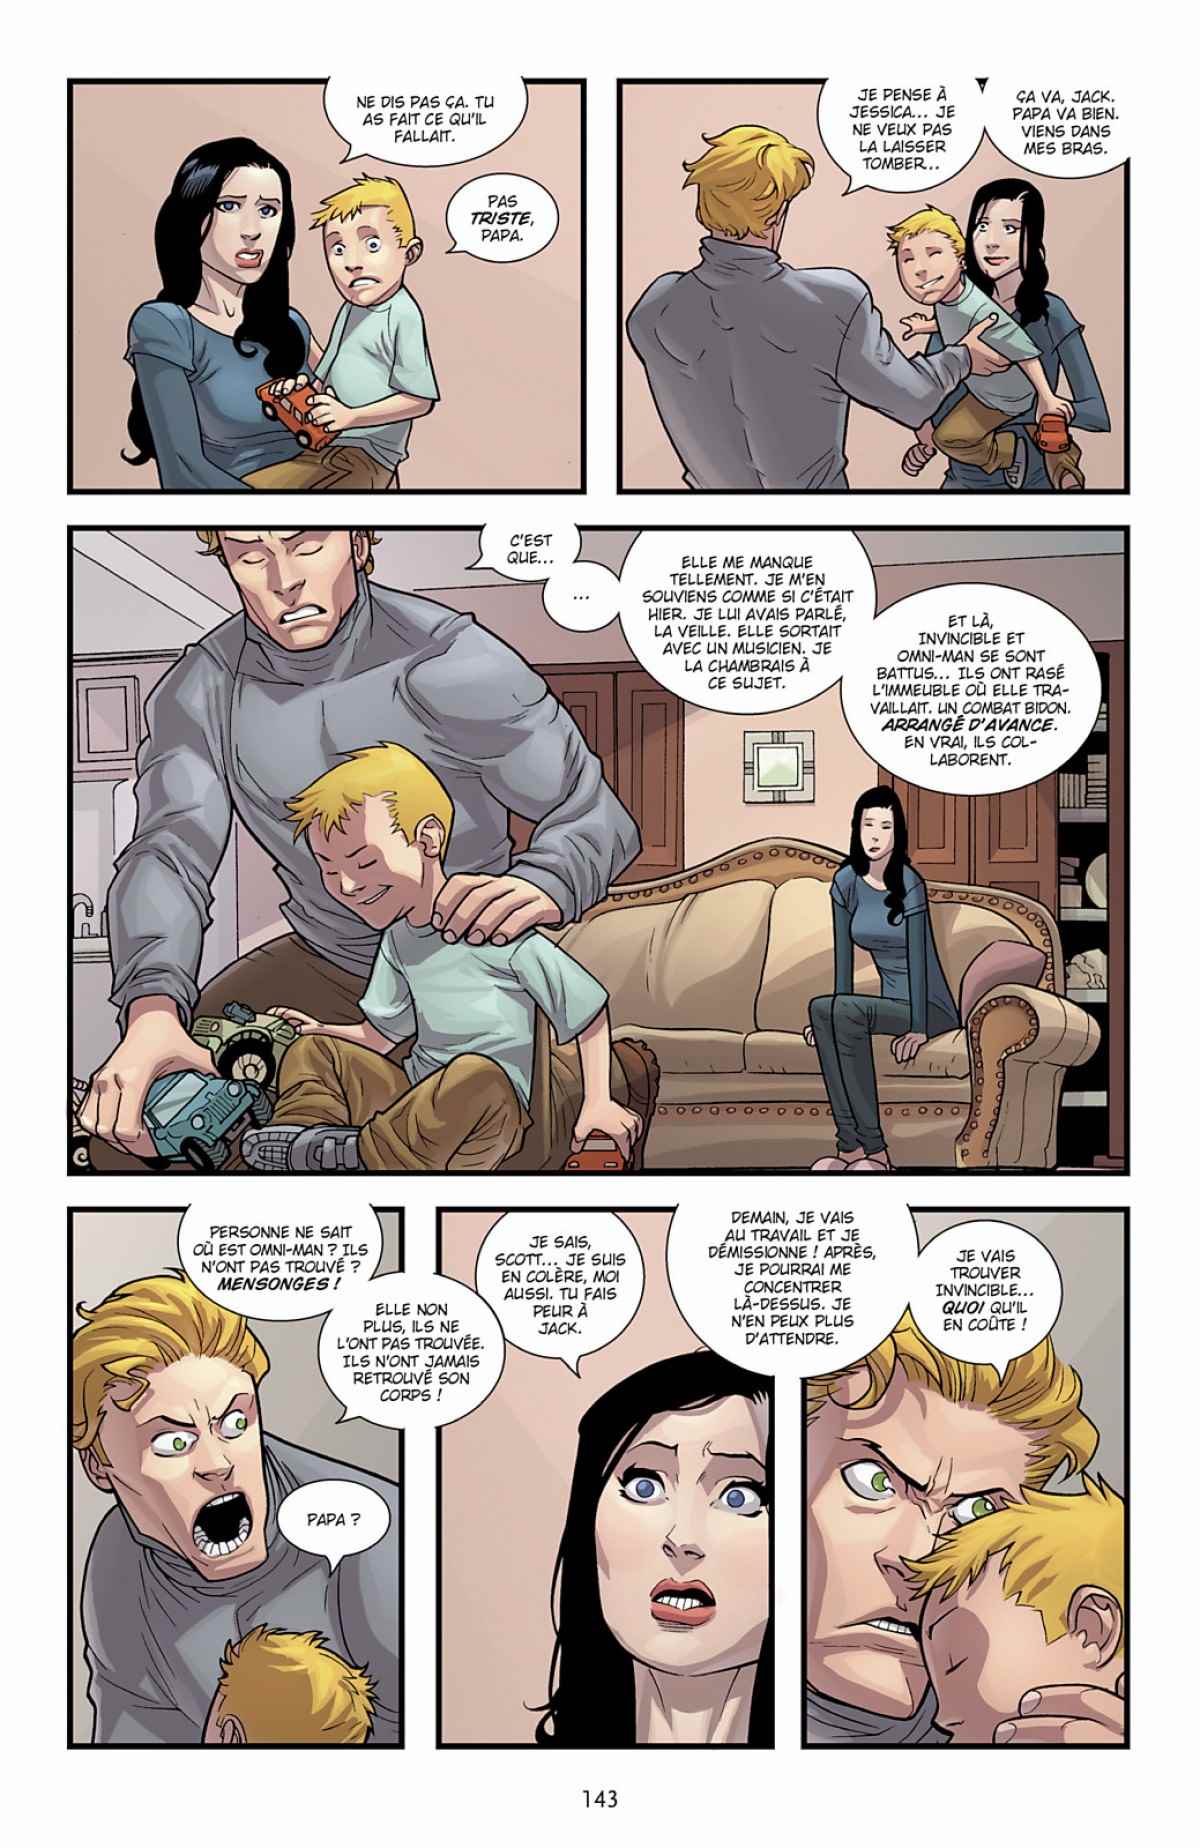 NE DIS PAS ÇA. TU
AS FAIT CE QU'IL
FALLAIT.
PAS
TRISTE,
PAPA.
JE PENSE À
JESSICA... JE
NE VEUX PAS
LA LAISSER
TOMBER...
ÇA VA, JACK.
PAPA VA BIEN.
VIENS DANS
MES BRAS.
C'EST
QUE...
...
ELLE ME MANQUE
TELLEMENT. JE M'EN
SOUVIENS COMME SI C'ÉTAIT
HIER. JE LUI AVAIS PARLÉ,
LA VEILLE. ELLE SORTAIT
AVEC UN MUSICIEN. JE
LA CHAMBRAIS À
CE SUJET.
ET LÀ,
INVINCIBLE ET
OMNI-MAN SE SONT
BATTUS... ILS ONT RASÉ
L'IMMEUBLE OÙ ELLE TRA-
VAILLAIT. UN COMBAT BIDON.
ARRANGÉ D'AVANCE.
EN VRAI, ILS COL-
LABORENT.
PERSONNE NE SAIT
OÙ EST OMNI-MAN ? ILS
N'ONT PAS TROUVÉ ?
MENSONGES !
ELLE NON
PLUS, ILS NE
L'ONT PAS TROUVÉE.
ILS N'ONT JAMAIS
RETROUVÉ SON
CORPS !
PAPA ?
JE SAIS,
SCOTT... JE SUIS
EN COLÈRE, MOI
AUSSI. TU FAIS
PEUR À
JACK.
DEMAIN, JE VAIS
AU TRAVAIL ET JE
DÉMISSIONNE ! APRÈS,
JE POURRAI ME
CONCENTRER
LÀ-DESSUS. JE
N'EN PEUX PLUS
D'ATTENDRE.
JE VAIS
TROUVER
INVINCIBLE...
QUOI QU'IL
EN COÛTE !
143